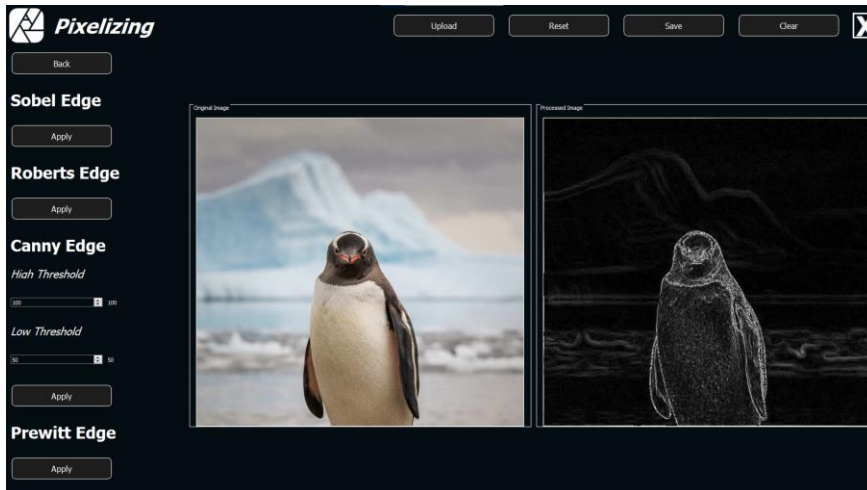 Pixelizing
Upload
Reset
Save
Clear
X
Back
Sobel Edge
Apply
Roberts Edge
Apply
Canny Edge
High Threshold
100 100
Low Threshold
50 50
Apply
Prewitt Edge
Apply
Original Image
Processed Image